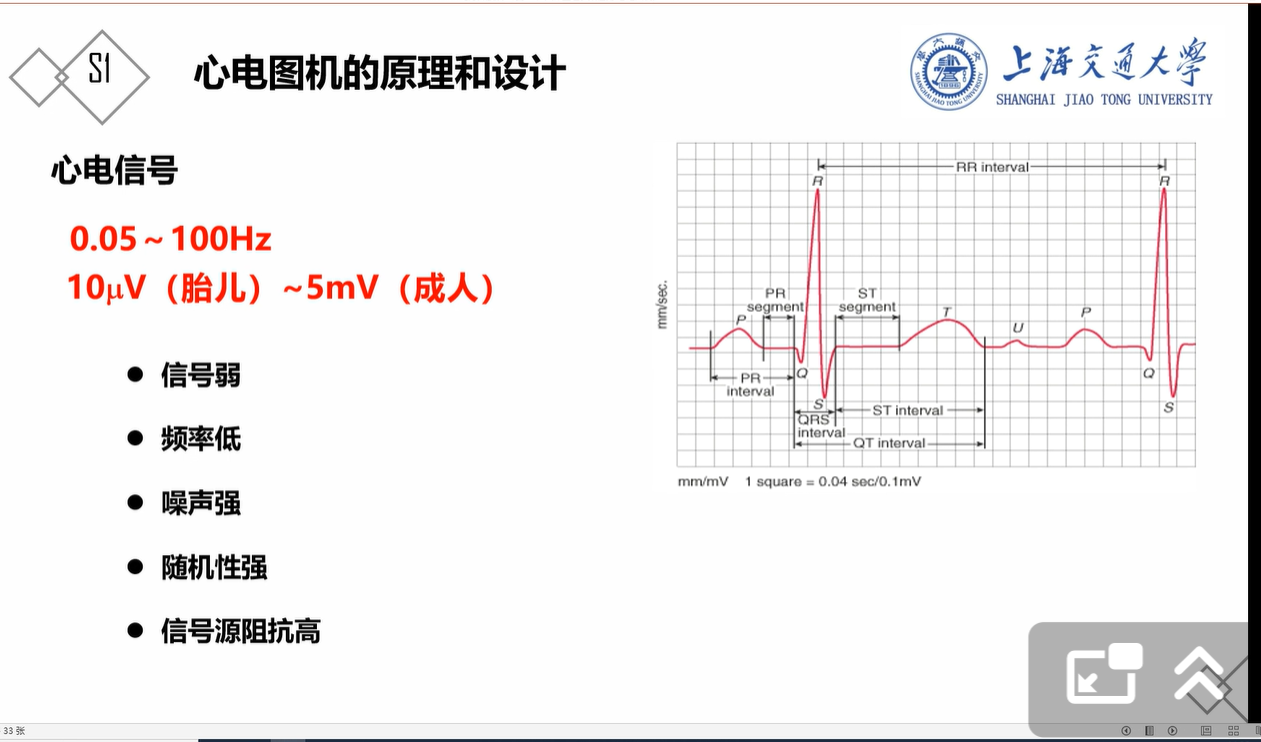 S1
心电图机的原理和设计
上海交通大学
SHANGHAI JIAO TONG UNIVERSITY
心电信号
0.05～100Hz
10μV（胎儿）~5mV（成人）
● 信号弱
● 频率低
● 噪声强
● 随机性强
● 信号源阻抗高
RR interval
R
R
mm/sec.
PR
segment
ST
segment
P
T
U
P
Q
Q
PR
interval
S
S
ST interval
QRS
interval
QT interval
mm/mV 1 square = 0.04 sec/0.1mV
33 张